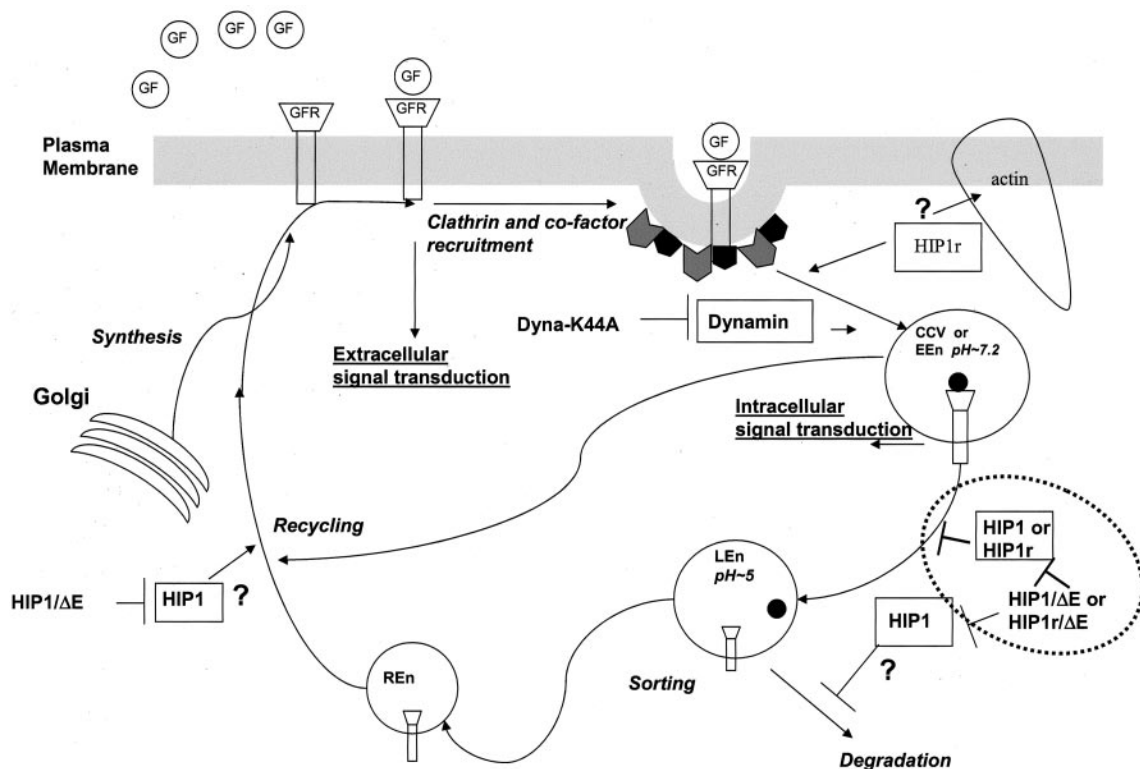 GF
GF
GF
GF
GF
GFR
GFR
GF
GFR
Plasma
Membrane
actin
?
HIP1r
Clathrin and co-factor
recruitment
Dyna-K44A
Dynamin
CCV or
EEn pH~7.2
Synthesis
Extracellular
signal transduction
Golgi
Intracellular
signal transduction
Recycling
HIP1 or
HIP1r
LEn
pH~5
HIP1/ΔE
HIP1
?
HIP1/ΔE or
HIP1r/ΔE
HIP1
?
REn
Sorting
Degradation